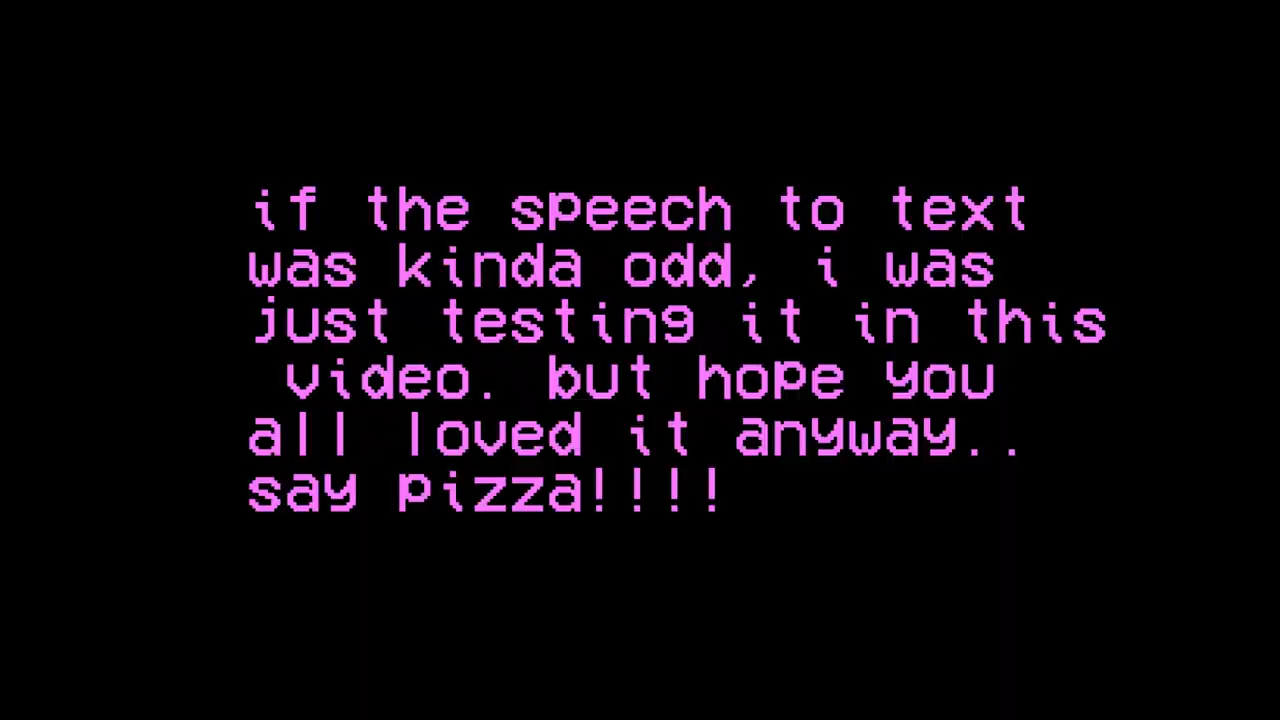 if the speech to text
was kinda odd, i was
just testing it in this
video. but hope you
all loved it anyway..
say pizza!!!!